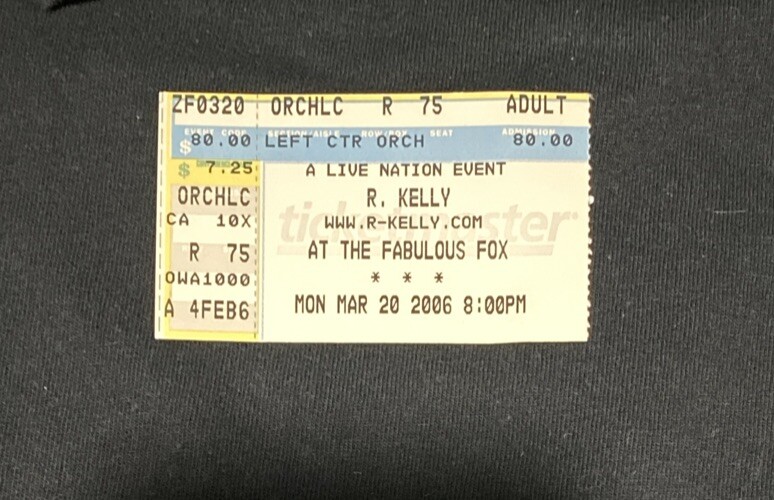 ZF0320 ORCHLC R 75 ADULT
EVENT CODE SECTION/AISLE ROW/BOX SEAT ADMISSION
$ 80.00 LEFT CTR ORCH 80.00
$ 7.25 A LIVE NATION EVENT
ORCHLC R. KELLY
ticketmaster
CA 10X WWW.R-KELLY.COM
R 75 AT THE FABULOUS FOX
OWA1000 * * *
A 4FEB6 MON MAR 20 2006 8:00PM